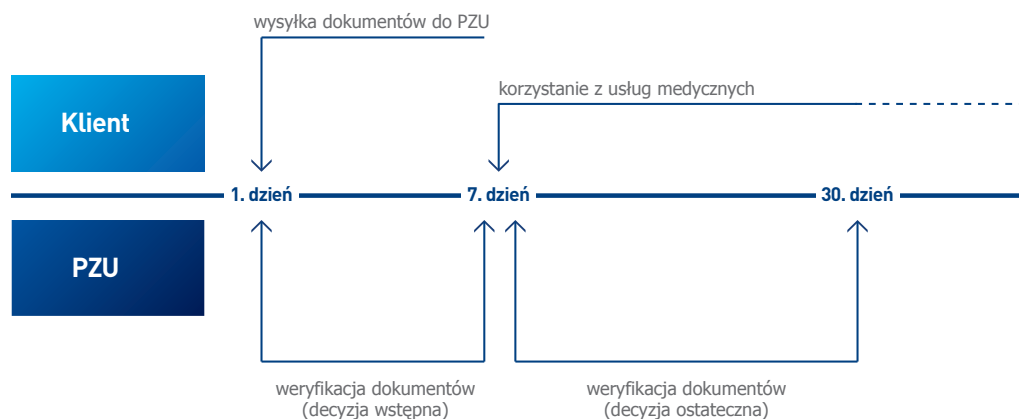 wysyłka dokumentów do PZU
korzystanie z usług medycznych
Klient
1. dzień
7. dzień
30. dzień
PZU
weryfikacja dokumentów
(decyzja wstępna)
weryfikacja dokumentów
(decyzja ostateczna)